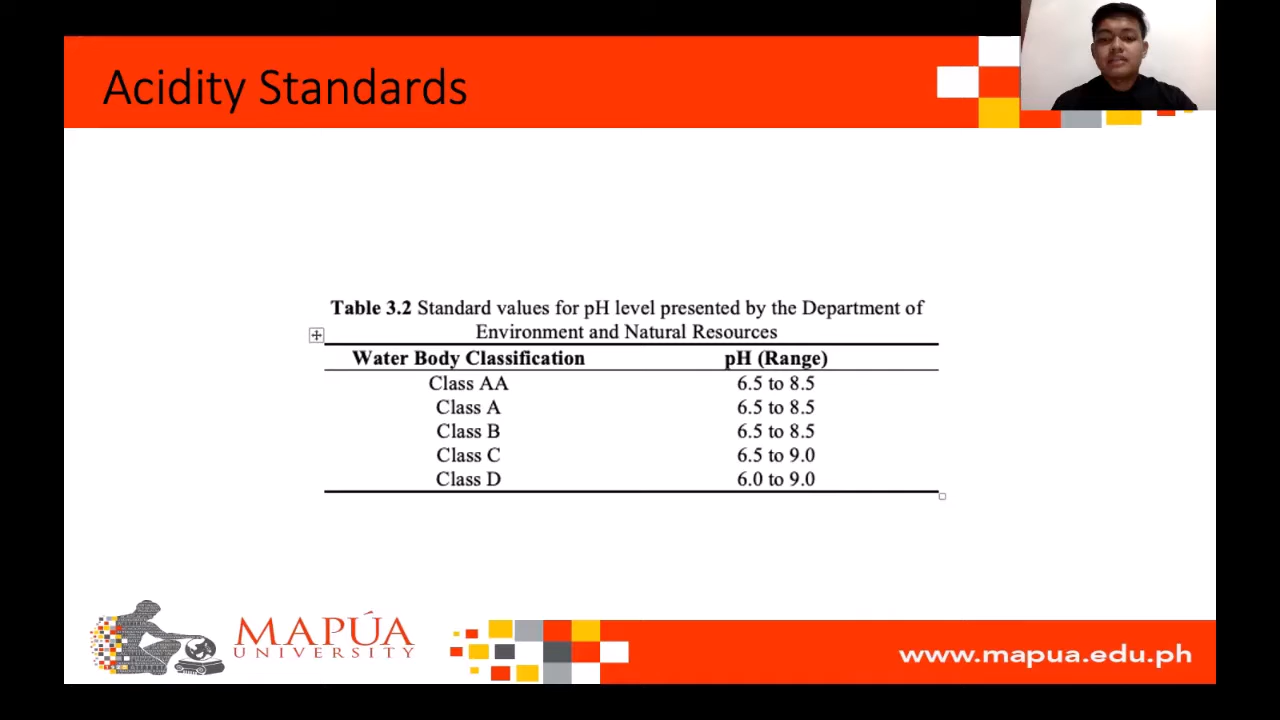 Acidity Standards
Table 3.2 Standard values for pH level presented by the Department of
Environment and Natural Resources
Water Body Classification pH (Range)
Class AA 6.5 to 8.5
Class A 6.5 to 8.5
Class B 6.5 to 8.5
Class C 6.5 to 9.0
Class D 6.0 to 9.0
MAPÚA
UNIVERSITY
www.mapua.edu.ph